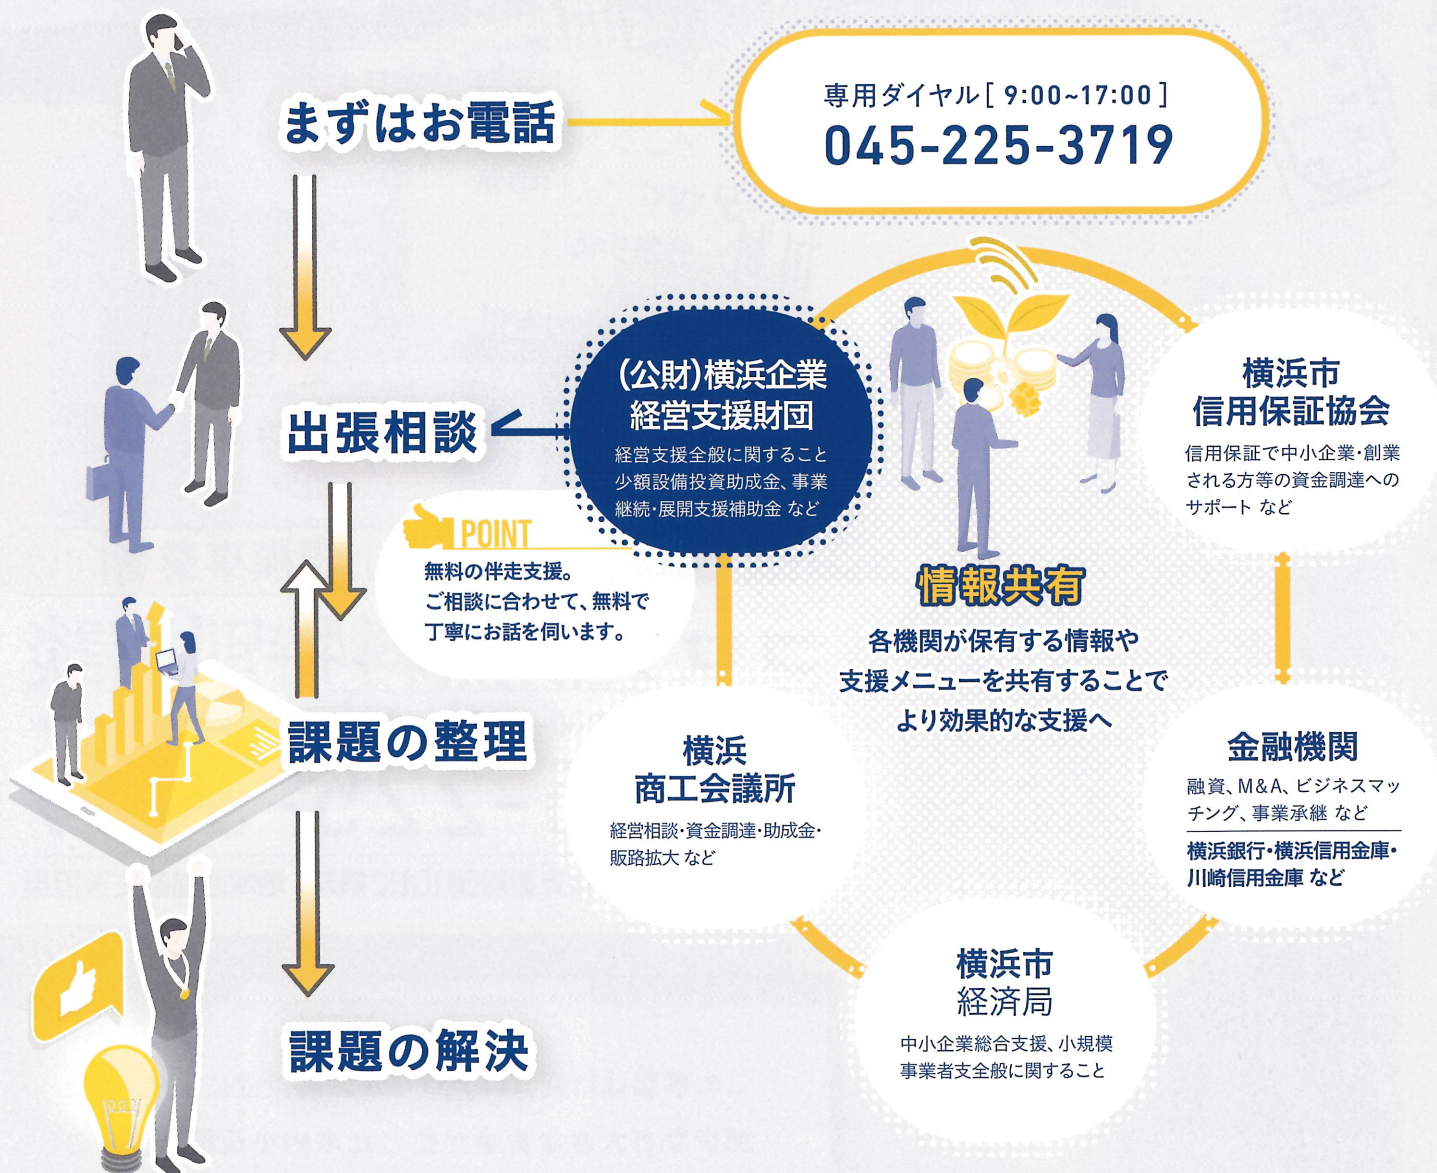 まずはお電話
専用ダイヤル[ 9:00~17:00 ]
045-225-3719
出張相談
(公財)横浜企業
経営支援財団
経営支援全般に関すること
少額設備投資助成金、事業
継続・展開支援補助金 など
POINT
無料の伴走支援。
ご相談に合わせて、無料で
丁寧にお話を伺います。
課題の整理
課題の解決
横浜市
信用保証協会
信用保証で中小企業・創業
される方等の資金調達への
サポート など
情報共有
各機関が保有する情報や
支援メニューを共有することで
より効果的な支援へ
横浜
商工会議所
経営相談・資金調達・助成金・
販路拡大 など
金融機関
融資、M&A、ビジネスマッ
チング、事業承継 など
横浜銀行・横浜信用金庫・
川崎信用金庫 など
横浜市
経済局
中小企業総合支援、小規模
事業者支全般に関すること